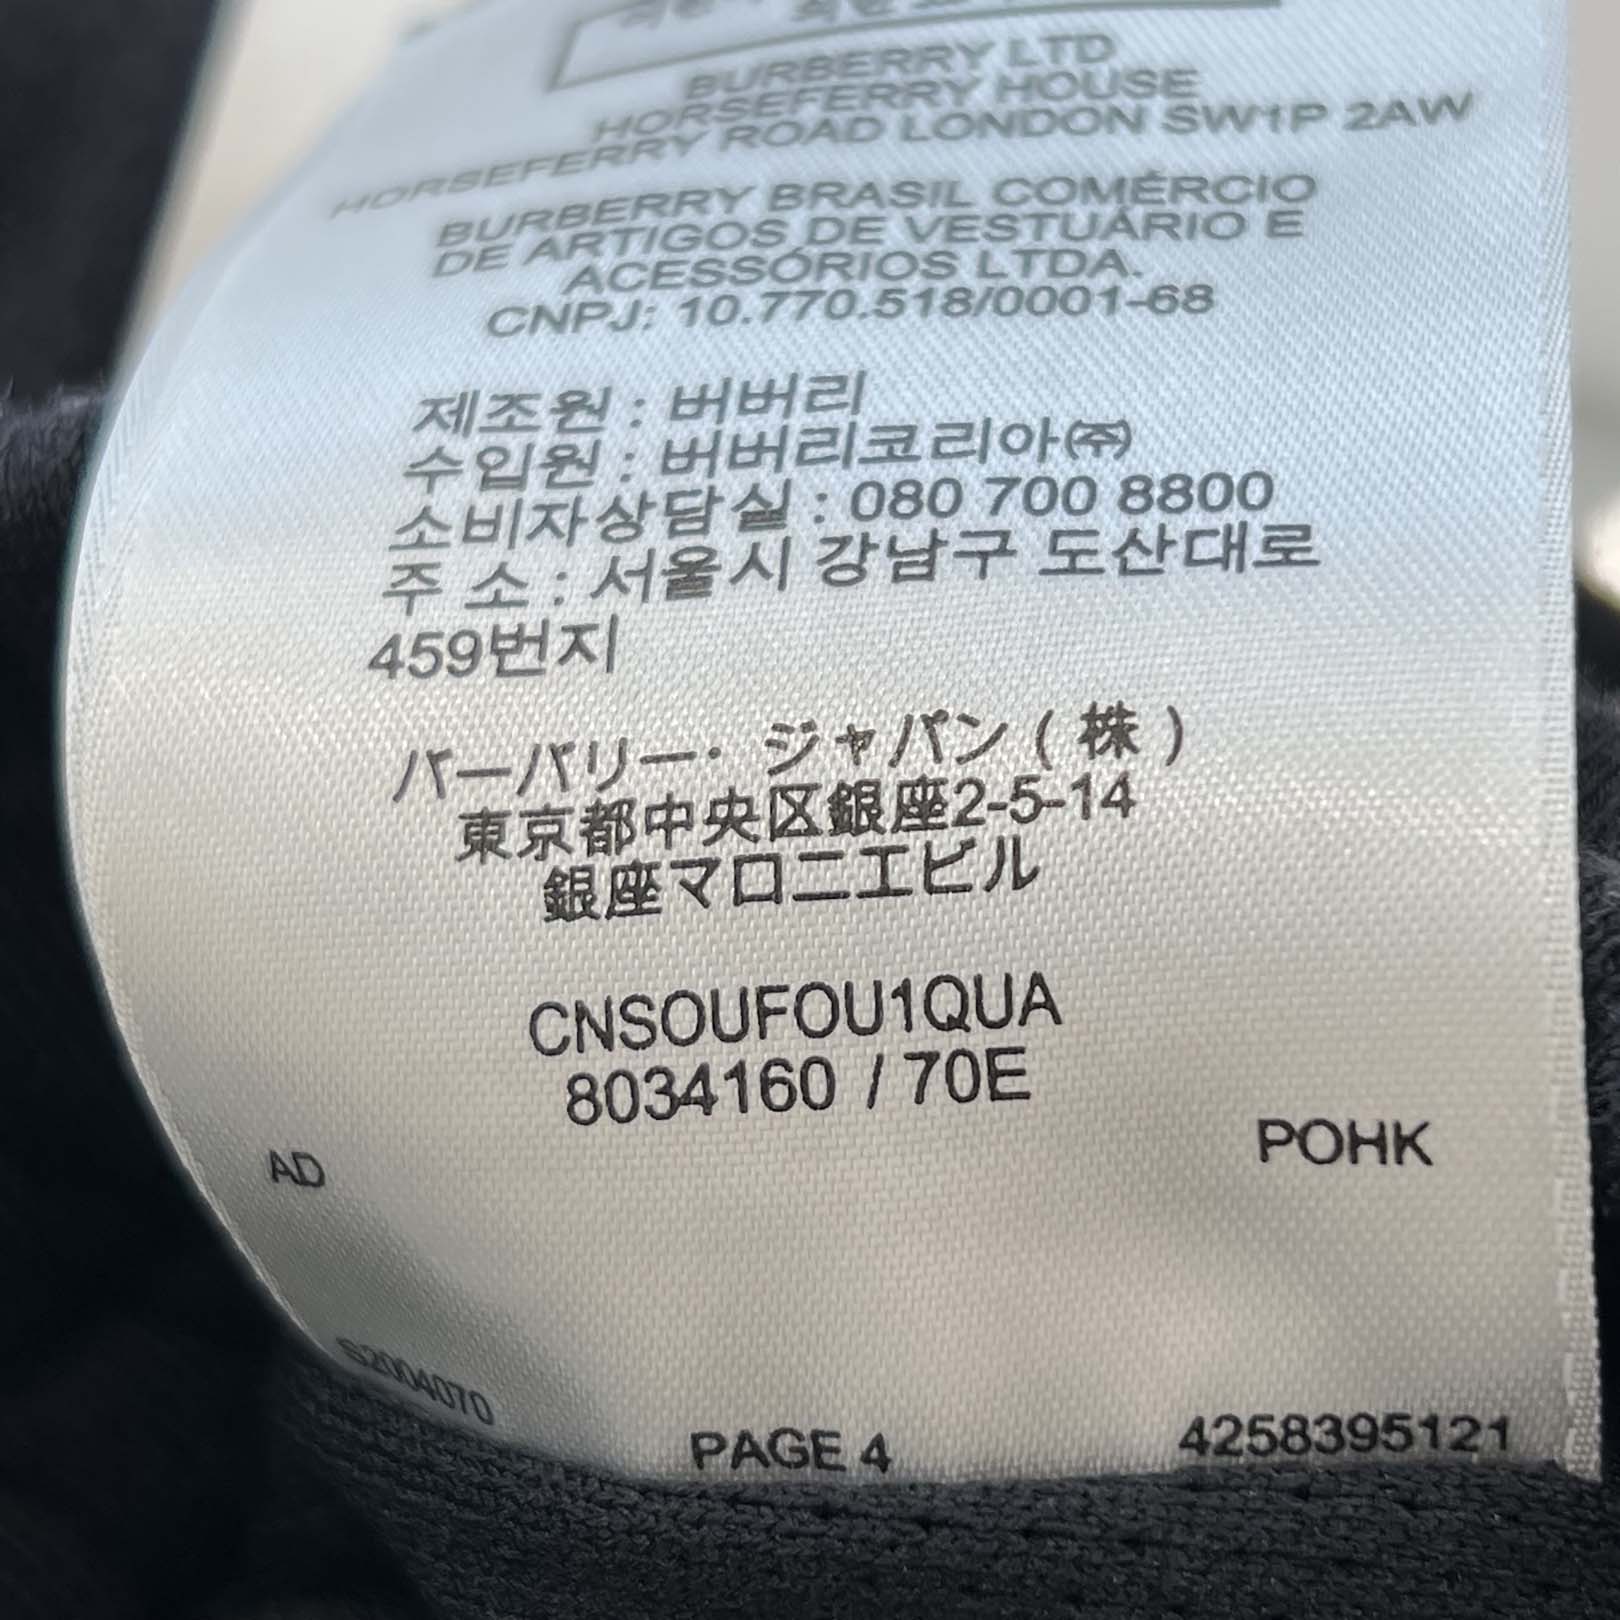 BURBERRY LTD
HORSEFERRY HOUSE
HORSEFERRY ROAD LONDON SW1P 2AW
BURBERRY BRASIL COMÉRCIO
DE ARTIGOS DE VESTUÁRIO E
ACESSÓRIOS LTDA.
CNPJ: 10.770.518/0001-68
제조원 : 버버리
수입원 : 버버리코리아㈜
소비자상담실 : 080 700 8800
주 소 : 서울시 강남구 도산대로
459번지
バーバリー・ジャパン ( 株 )
東京都中央区銀座2-5-14
銀座マロニエビル
CNSOUFOU1QUA
8034160 / 70E
POHK
AD
S2004070
PAGE 4
4258395121